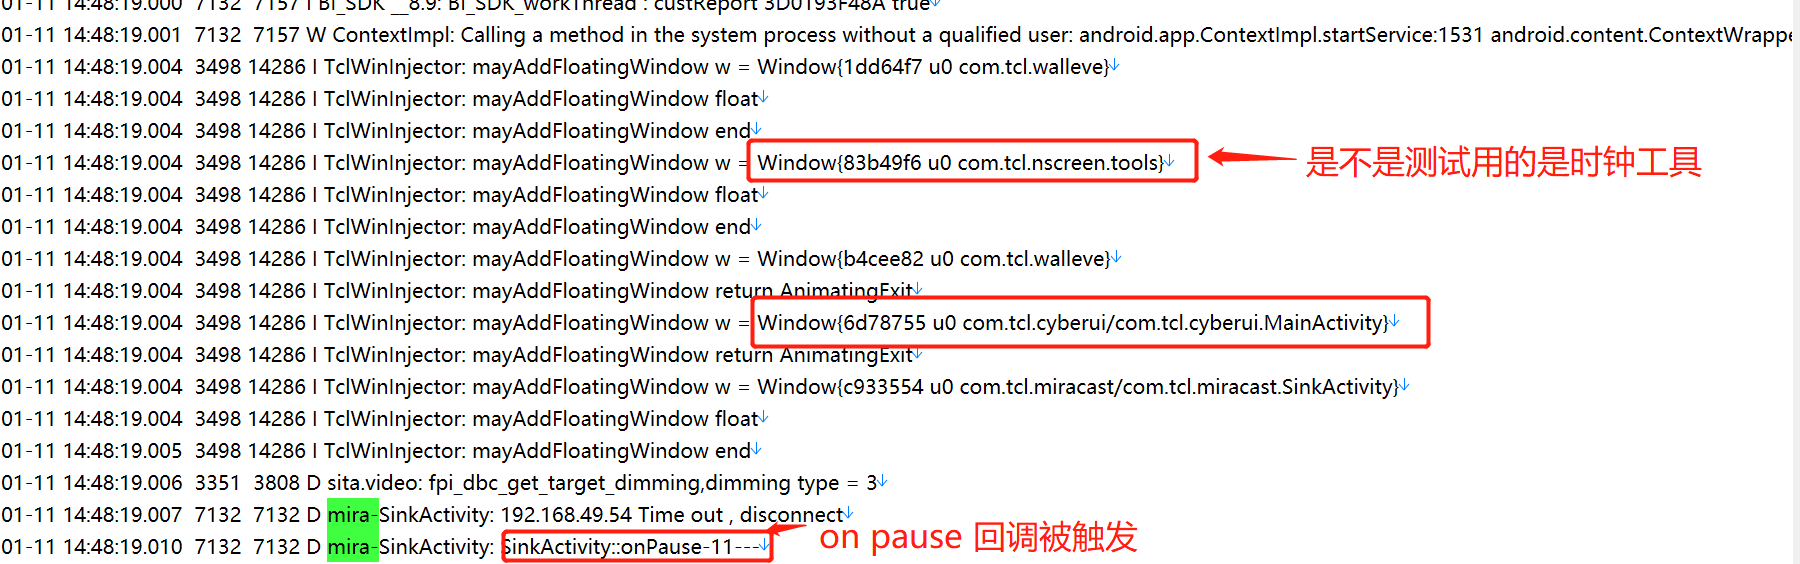 01-11 14:48:19.000  7132  7157 I BI_SDK __8.9: BI_SDK_workThread : custReport 3D0193F48A true↓
01-11 14:48:19.001  7132  7157 W ContextImpl: Calling a method in the system process without a qualified user: android.app.ContextImpl.startService:1531 android.content.ContextWrappe
01-11 14:48:19.004  3498 14286 I TclWinInjector: mayAddFloatingWindow w = Window{1dd64f7 u0 com.tcl.walleve}↓
01-11 14:48:19.004  3498 14286 I TclWinInjector: mayAddFloatingWindow float↓
01-11 14:48:19.004  3498 14286 I TclWinInjector: mayAddFloatingWindow end↓
01-11 14:48:19.004  3498 14286 I TclWinInjector: mayAddFloatingWindow w = Window{83b49f6 u0 com.tcl.nscreen.tools}↓ 是不是测试用的是时钟工具
01-11 14:48:19.004  3498 14286 I TclWinInjector: mayAddFloatingWindow float↓
01-11 14:48:19.004  3498 14286 I TclWinInjector: mayAddFloatingWindow end↓
01-11 14:48:19.004  3498 14286 I TclWinInjector: mayAddFloatingWindow w = Window{b4cee82 u0 com.tcl.walleve}↓
01-11 14:48:19.004  3498 14286 I TclWinInjector: mayAddFloatingWindow return AnimatingExit↓
01-11 14:48:19.004  3498 14286 I TclWinInjector: mayAddFloatingWindow w = Window{6d78755 u0 com.tcl.cyberui/com.tcl.cyberui.MainActivity}↓
01-11 14:48:19.004  3498 14286 I TclWinInjector: mayAddFloatingWindow return AnimatingExit↓
01-11 14:48:19.004  3498 14286 I TclWinInjector: mayAddFloatingWindow w = Window{c933554 u0 com.tcl.miracast/com.tcl.miracast.SinkActivity}↓
01-11 14:48:19.004  3498 14286 I TclWinInjector: mayAddFloatingWindow float↓
01-11 14:48:19.005  3498 14286 I TclWinInjector: mayAddFloatingWindow end↓
01-11 14:48:19.006  3351  3808 D sita.video: fpi_dbc_get_target_dimming,dimming type = 3↓
01-11 14:48:19.007  7132  7132 D mira-SinkActivity: 192.168.49.54 Time out , disconnect↓
01-11 14:48:19.010  7132  7132 D mira-SinkActivity: SinkActivity::onPause-11---↓ on pause 回调被触发